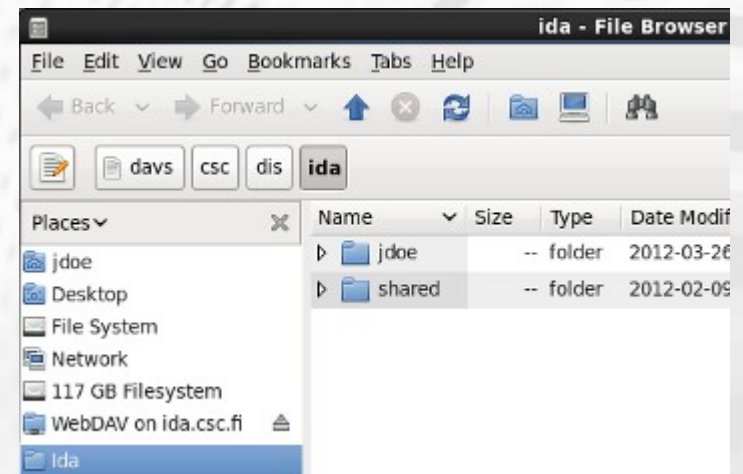 ida - File Browser
File Edit View Go Bookmarks Tabs Help
Back Forward
davs csc dis ida
Places Name Size Type Date Modif
jdoe jdoe -- folder 2012-03-26
Desktop shared -- folder 2012-02-09
File System
Network
117 GB Filesystem
WebDAV on ida.csc.fi
Ida